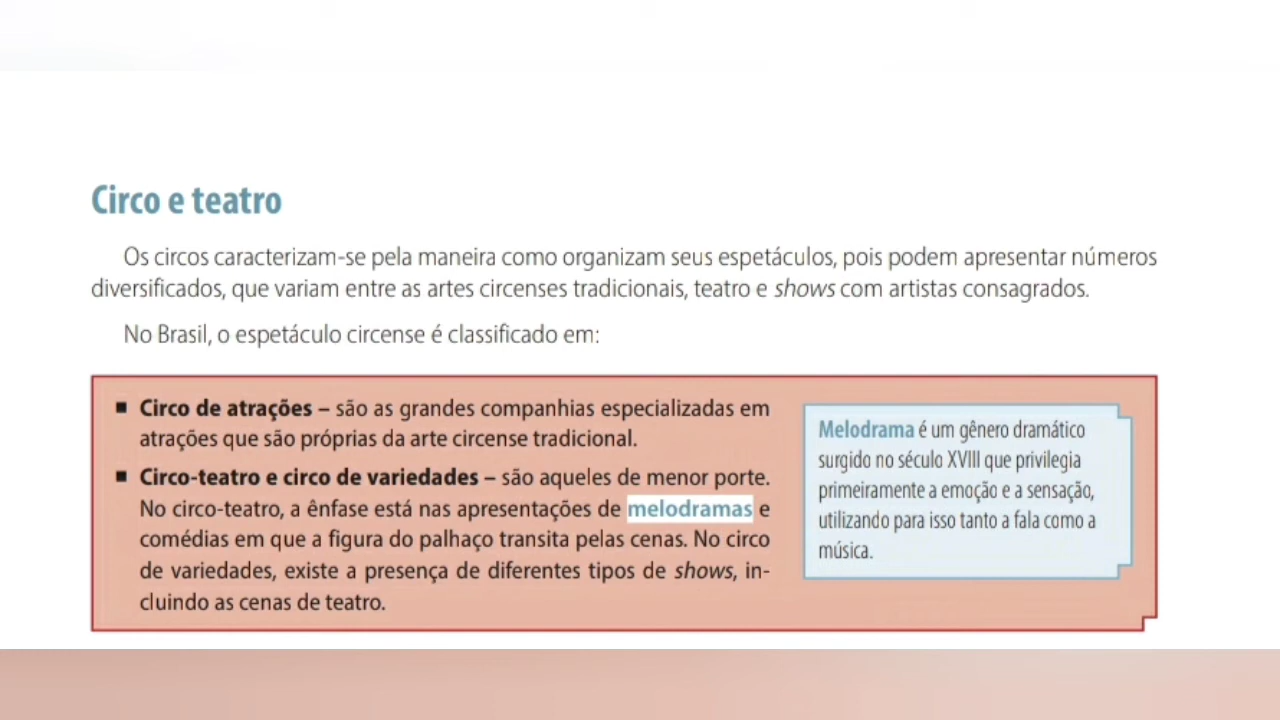 Circo e teatro
Os circos caracterizam-se pela maneira como organizam seus espetáculos, pois podem apresentar números
diversificados, que variam entre as artes circenses tradicionais, teatro e shows com artistas consagrados.
No Brasil, o espetáculo circense é classificado em:
■ Circo de atrações – são as grandes companhias especializadas em
atrações que são próprias da arte circense tradicional.
■ Circo-teatro e circo de variedades – são aqueles de menor porte.
No circo-teatro, a ênfase está nas apresentações de melodramas e
comédias em que a figura do palhaço transita pelas cenas. No circo
de variedades, existe a presença de diferentes tipos de shows, in-
cluindo as cenas de teatro.
Melodrama é um gênero dramático
surgido no século XVIII que privilegia
primeiramente a emoção e a sensação,
utilizando para isso tanto a fala como a
música.